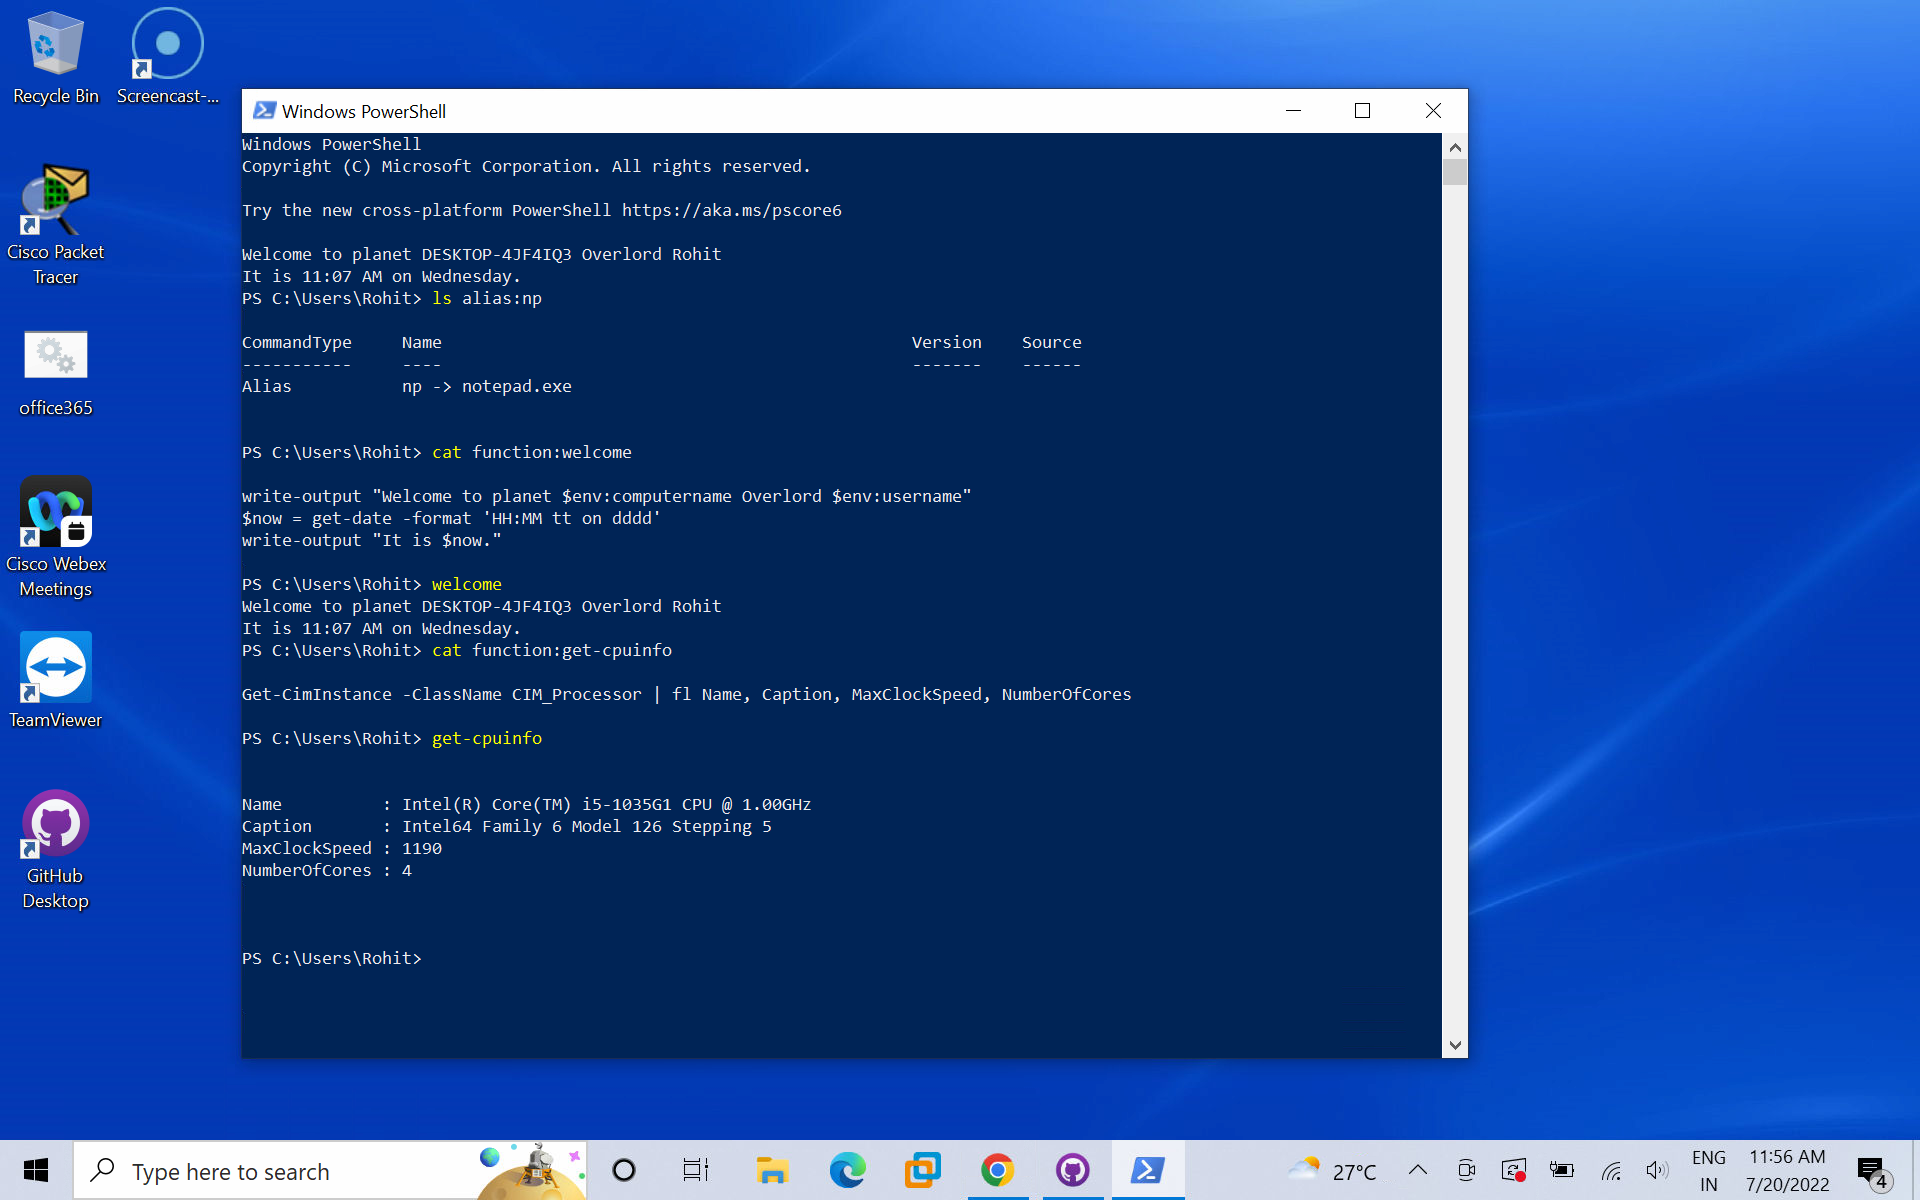 Recycle Bin
Screencast-...
Cisco Packet
Tracer
office365
Cisco Webex
Meetings
TeamViewer
GitHub
Desktop
Windows PowerShell
Windows PowerShell
Copyright (C) Microsoft Corporation. All rights reserved.
Try the new cross-platform PowerShell https://aka.ms/pscore6
Welcome to planet DESKTOP-4JF4IQ3 Overlord Rohit
It is 11:07 AM on Wednesday.
PS C:\Users\Rohit> ls alias:np
CommandType     Name                                               Version    Source
-----------     ----                                               -------    ------
Alias           np -> notepad.exe
PS C:\Users\Rohit> cat function:welcome
write-output "Welcome to planet $env:computername Overlord $env:username"
$now = get-date -format 'HH:MM tt on dddd'
write-output "It is $now."
PS C:\Users\Rohit> welcome
Welcome to planet DESKTOP-4JF4IQ3 Overlord Rohit
It is 11:07 AM on Wednesday.
PS C:\Users\Rohit> cat function:get-cpuinfo
Get-CimInstance -ClassName CIM_Processor | fl Name, Caption, MaxClockSpeed, NumberOfCores
PS C:\Users\Rohit> get-cpuinfo
Name          : Intel(R) Core(TM) i5-1035G1 CPU @ 1.00GHz
Caption       : Intel64 Family 6 Model 126 Stepping 5
MaxClockSpeed : 1190
NumberOfCores : 4
PS C:\Users\Rohit>
Type here to search
27°C
ENG
IN
11:56 AM
7/20/2022
4